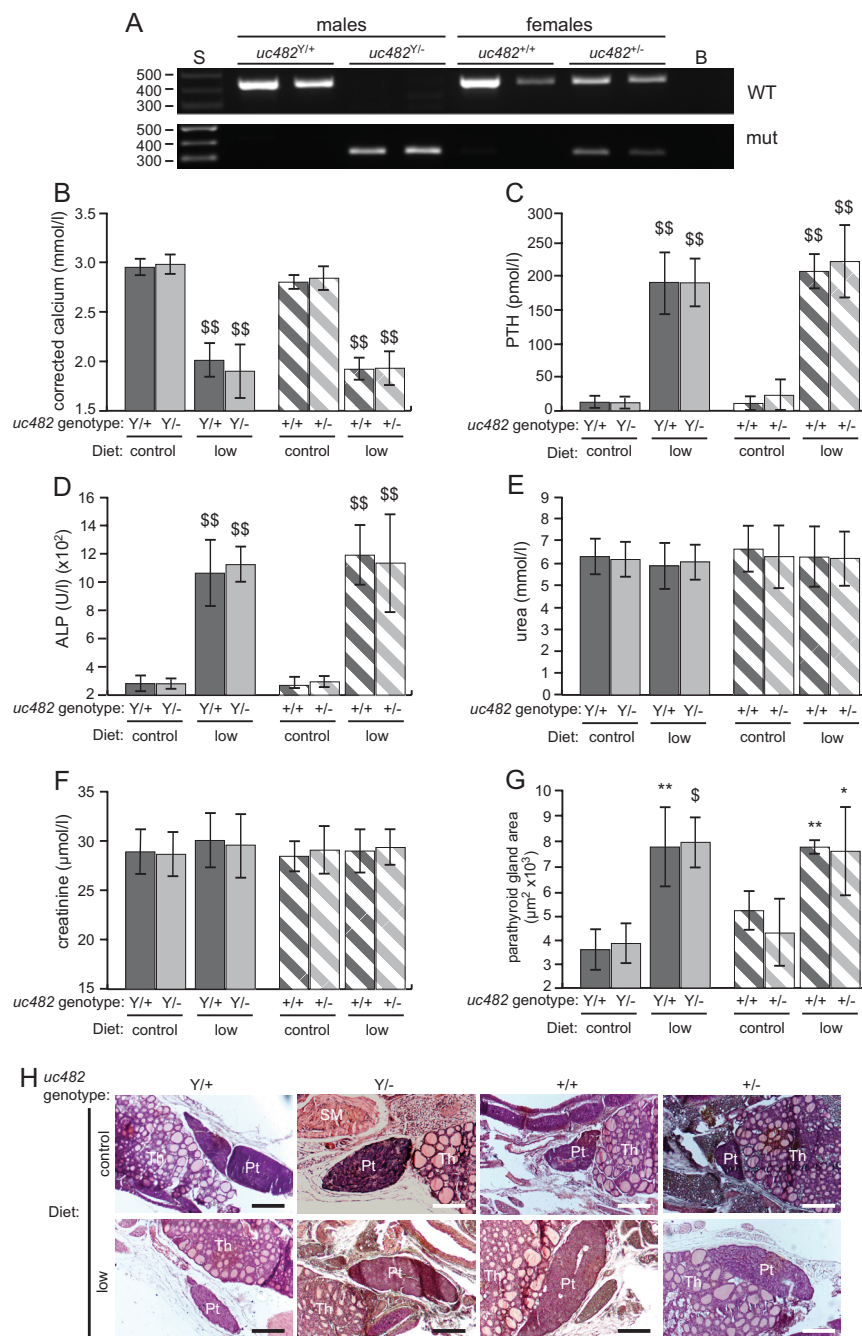 A
males females
S uc482Y/+ uc482Y/- uc482+/+ uc482+/- B
500
400
300
WT
500
400
300
mut
B
corrected calcium (mmol/l)
3.5
3.0
2.5
2.0
1.5
$$ $$ $$ $$
uc482 genotype: Y/+ Y/- Y/+ Y/- +/+ +/- +/+ +/-
Diet: control low control low
C
PTH (pmol/l)
300
250
200
150
100
50
0
$$ $$ $$ $$
uc482 genotype: Y/+ Y/- Y/+ Y/- +/+ +/- +/+ +/-
Diet: control low control low
D
ALP (U/l) (x10²)
16
14
12
10
8
6
4
2
$$ $$ $$ $$
uc482 genotype: Y/+ Y/- Y/+ Y/- +/+ +/- +/+ +/-
Diet: control low control low
E
urea (mmol/l)
9
8
7
6
5
4
3
2
1
0
uc482 genotype: Y/+ Y/- Y/+ Y/- +/+ +/- +/+ +/-
Diet: control low control low
F
creatinine (µmol/l)
35
30
25
20
15
uc482 genotype: Y/+ Y/- Y/+ Y/- +/+ +/- +/+ +/-
Diet: control low control low
G
parathyroid gland area
(µm² x10³)
10
9
8
7
6
5
4
3
2
** $ ** *
uc482 genotype: Y/+ Y/- Y/+ Y/- +/+ +/- +/+ +/-
Diet: control low control low
H
uc482
genotype:
Y/+ Y/- +/+ +/-
Diet:
control
Th Pt
SM Pt Th
Pt Th
Pt Th
low
Th Pt
Th Pt
Th Pt
Th Pt